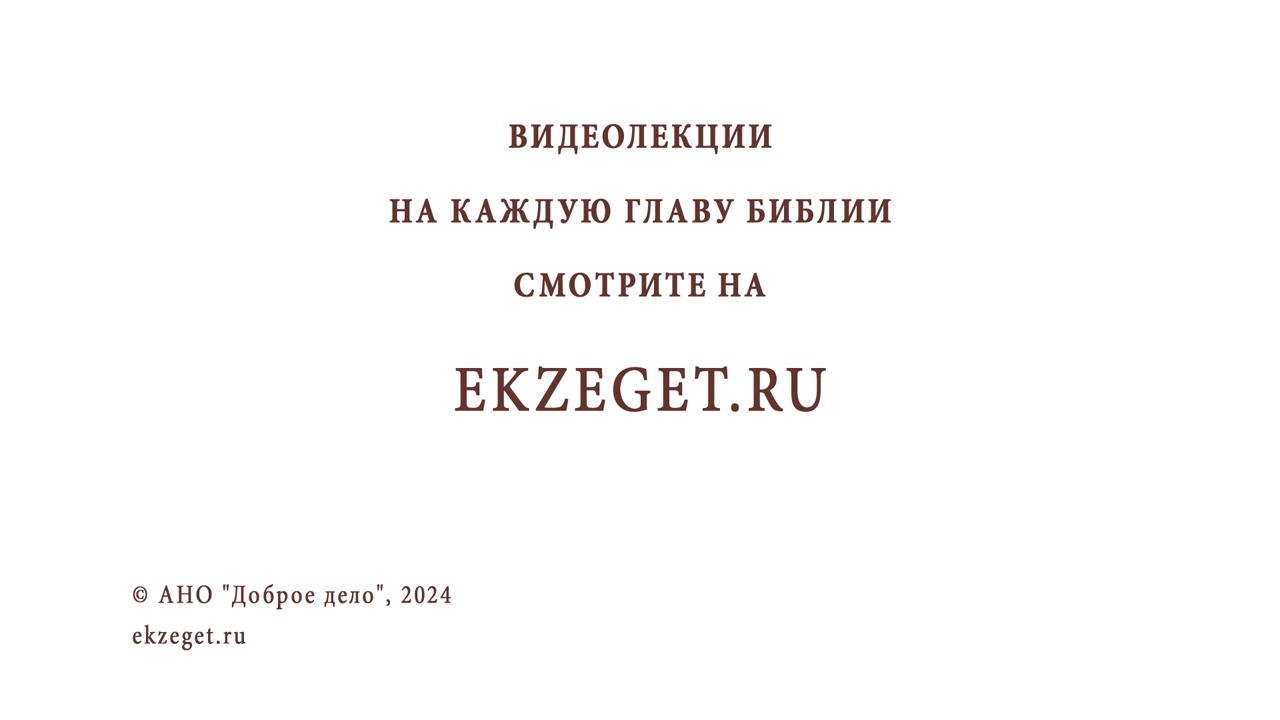 ВИДЕОЛЕКЦИИ
НА КАЖДУЮ ГЛАВУ БИБЛИИ
СМОТРИТЕ НА
EKZEGET.RU
© АНО "Доброе дело", 2024
ekzeget.ru